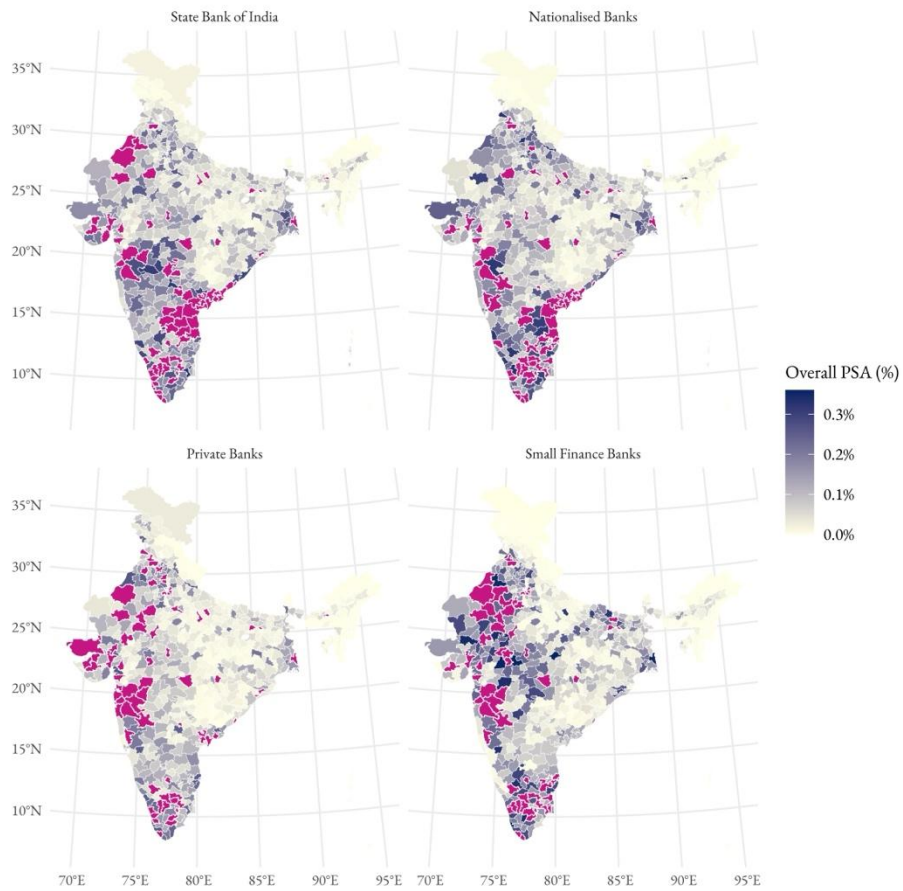 State Bank of India
Nationalised Banks
35°N
30°N
25°N
20°N
15°N
10°N
Private Banks
Small Finance Banks
35°N
30°N
25°N
20°N
15°N
10°N
70°E 75°E 80°E 85°E 90°E 95°E
70°E 75°E 80°E 85°E 90°E 95°E
Overall PSA (%)
0.3%
0.2%
0.1%
0.0%